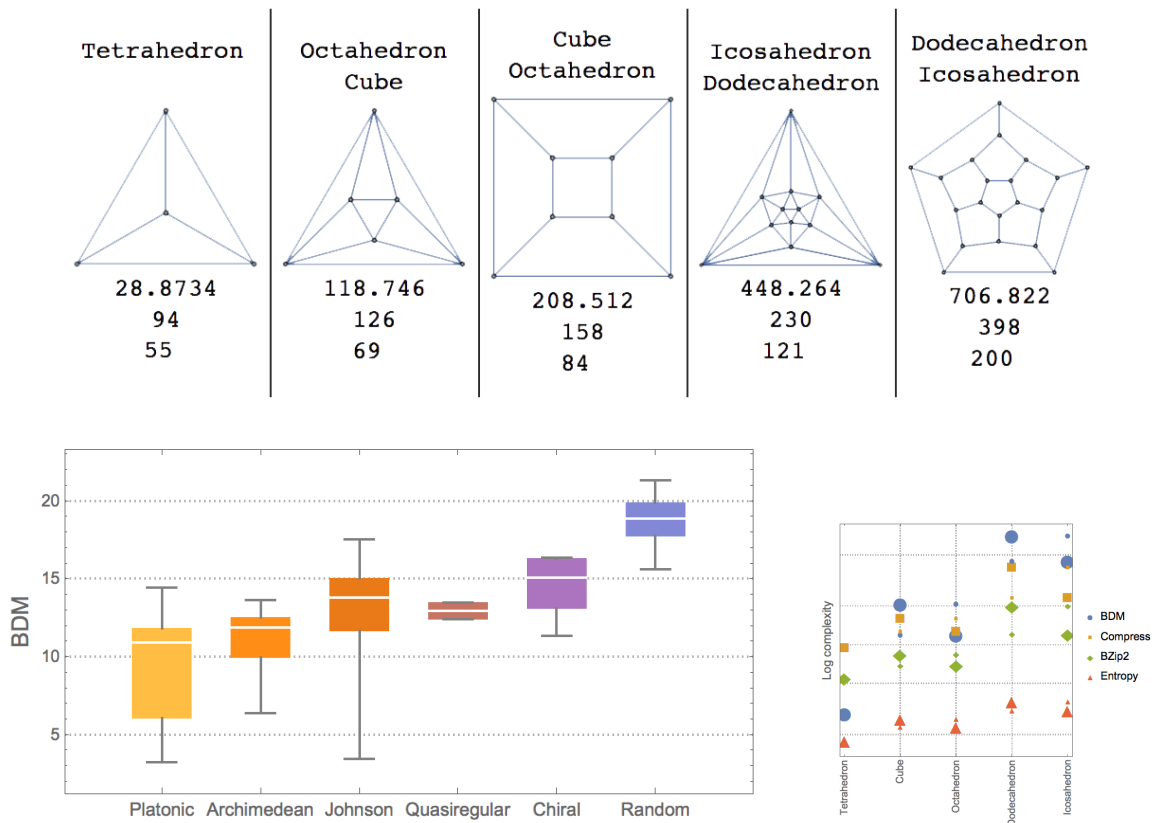 Tetrahedron
28.8734
94
55
Octahedron
Cube
118.746
126
69
Cube
Octahedron
208.512
158
84
Icosahedron
Dodecahedron
448.264
230
121
Dodecahedron
Icosahedron
706.822
398
200
BDM
20
15
10
5
Platonic
Archimedean
Johnson
Quasiregular
Chiral
Random
Log complexity
Tetrahedron
Cube
Octahedron
Dodecahedron
Icosahedron
BDM
Compress
BZip2
Entropy